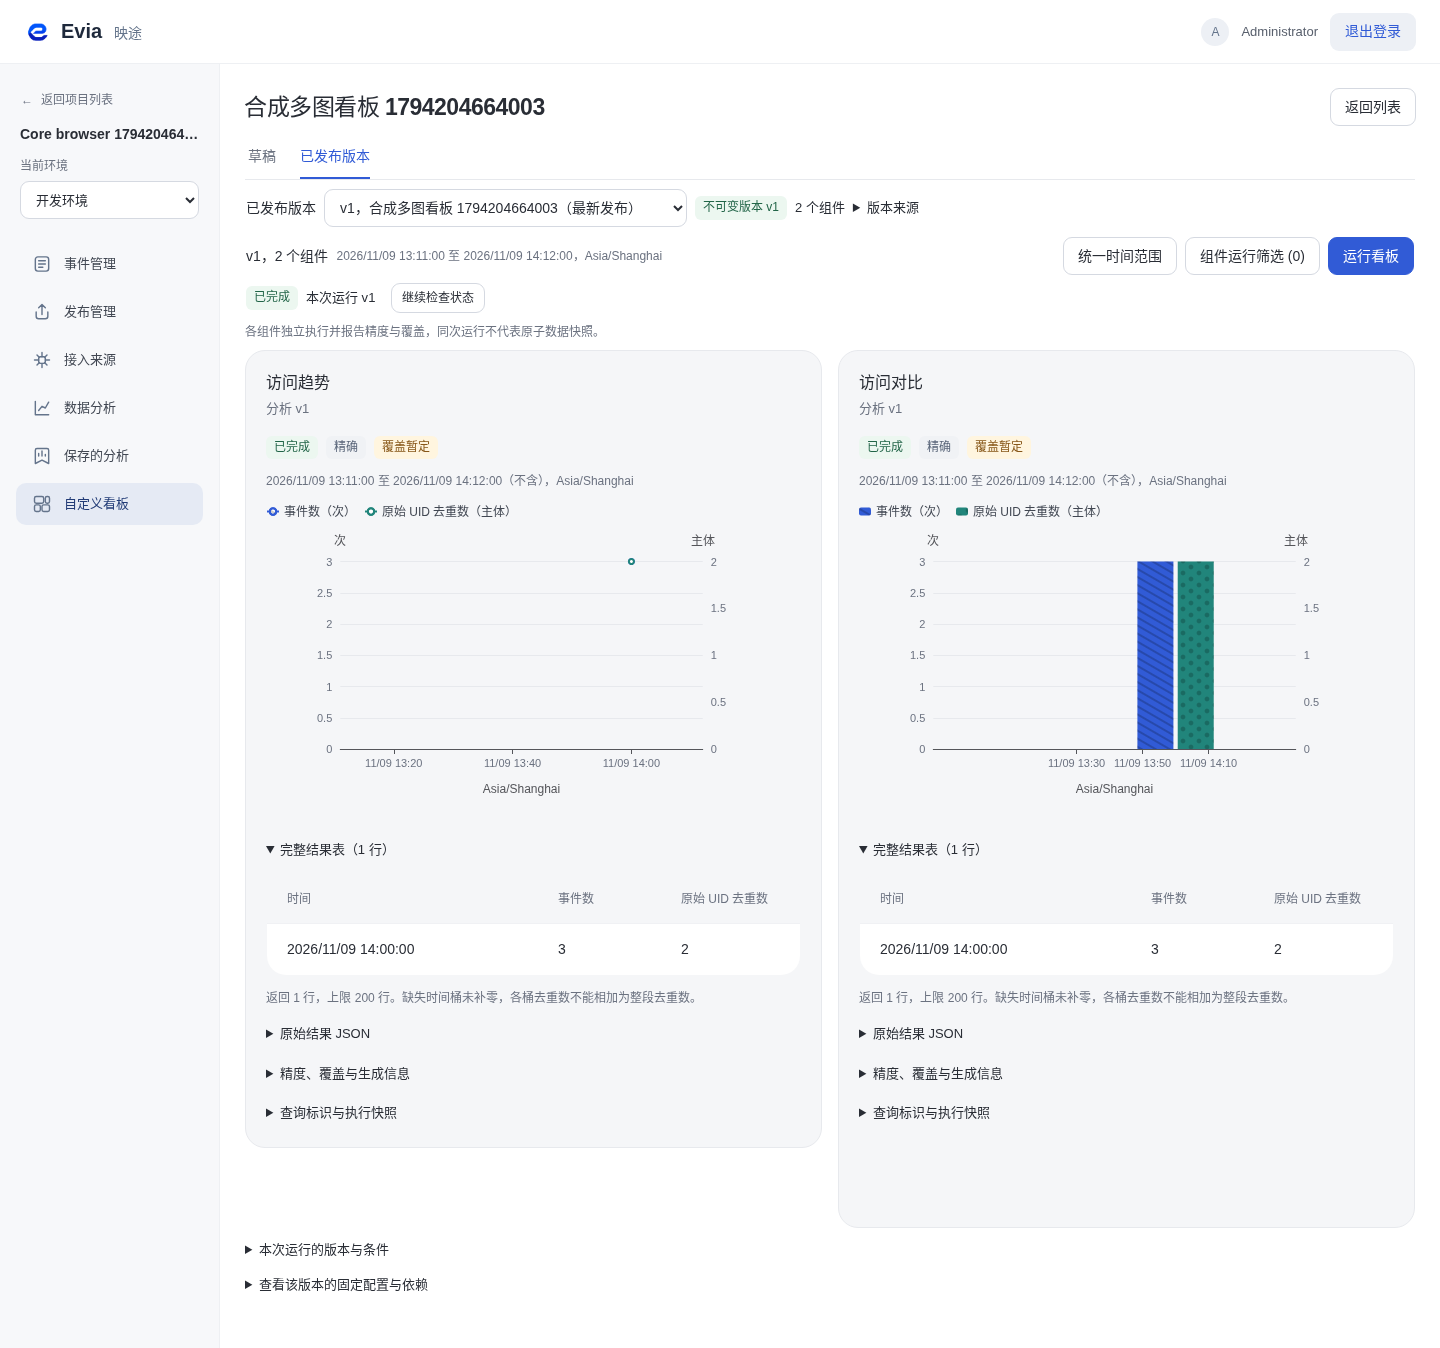 Evia 映途
A Administrator 退出登录
← 返回项目列表
Core browser 179420464…
当前环境
开发环境
事件管理
发布管理
接入来源
数据分析
保存的分析
自定义看板
合成多图看板 1794204664003
返回列表
草稿 已发布版本
已发布版本 v1，合成多图看板 1794204664003（最新发布） 不可变版本 v1 2 个组件 ▶ 版本来源
v1，2 个组件 2026/11/09 13:11:00 至 2026/11/09 14:12:00，Asia/Shanghai 统一时间范围 组件运行筛选 (0) 运行看板
已完成 本次运行 v1 继续检查状态
各组件独立执行并报告精度与覆盖，同次运行不代表原子数据快照。
访问趋势
分析 v1
已完成 精确 覆盖暂定
2026/11/09 13:11:00 至 2026/11/09 14:12:00（不含），Asia/Shanghai
事件数（次） 原始 UID 去重数（主体）
次 主体
3 2
2.5
1.5
2
1.5 1
1
0.5
0.5
0 0
11/09 13:20 11/09 13:40 11/09 14:00
Asia/Shanghai
▼ 完整结果表（1 行）
时间 事件数 原始 UID 去重数
2026/11/09 14:00:00 3 2
返回 1 行，上限 200 行。缺失时间桶未补零，各桶去重数不能相加为整段去重数。
▶ 原始结果 JSON
▶ 精度、覆盖与生成信息
▶ 查询标识与执行快照
访问对比
分析 v1
已完成 精确 覆盖暂定
2026/11/09 13:11:00 至 2026/11/09 14:12:00（不含），Asia/Shanghai
事件数（次） 原始 UID 去重数（主体）
次 主体
3 2
2.5
1.5
2
1.5 1
1
0.5
0.5
0 0
11/09 13:30 11/09 13:50 11/09 14:10
Asia/Shanghai
▼ 完整结果表（1 行）
时间 事件数 原始 UID 去重数
2026/11/09 14:00:00 3 2
返回 1 行，上限 200 行。缺失时间桶未补零，各桶去重数不能相加为整段去重数。
▶ 原始结果 JSON
▶ 精度、覆盖与生成信息
▶ 查询标识与执行快照
▶ 本次运行的版本与条件
▶ 查看该版本的固定配置与依赖